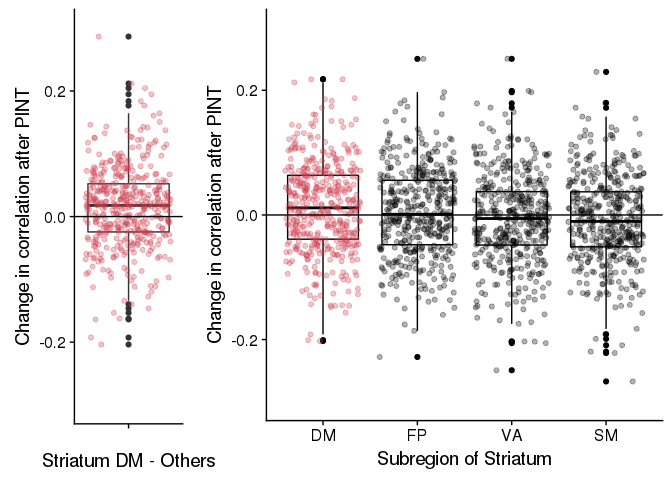 Change in correlation after PINT
0.2
0.0
-0.2
Striatum DM - Others
Change in correlation after PINT
0.2
0.0
-0.2
DM FP VA SM
Subregion of Striatum